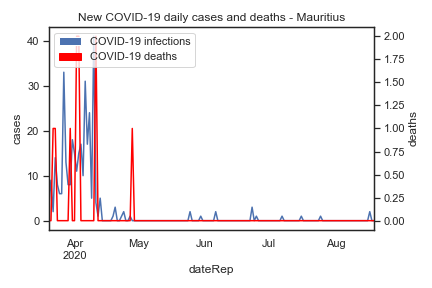 New COVID-19 daily cases and deaths - Mauritius
COVID-19 infections
COVID-19 deaths
40
30
20
10
0
cases
2.00
1.75
1.50
1.25
1.00
0.75
0.50
0.25
0.00
deaths
Apr May Jun Jul Aug
2020
dateRep